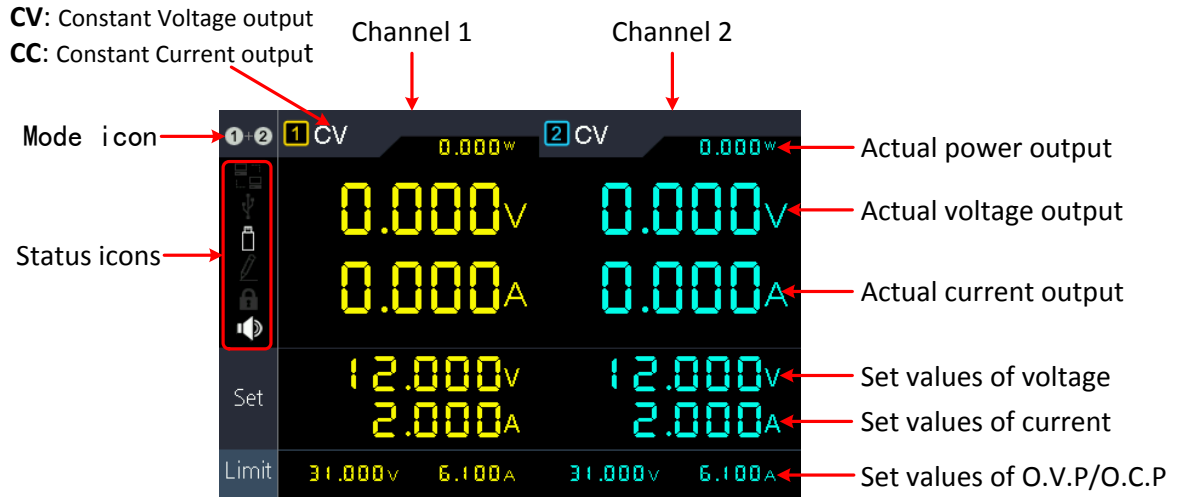 CV: Constant Voltage output
CC: Constant Current output
Channel 1
Channel 2
Mode icon
1+2
1 CV
0.000W
2 CV
0.000W
Actual power output
0.000V
0.000V
Actual voltage output
Status icons
0.000A
0.000A
Actual current output
Set
12.000V
12.000V
Set values of voltage
2.000A
2.000A
Set values of current
Limit
31.000V
6.100A
31.000V
6.100A
Set values of O.V.P/O.C.P